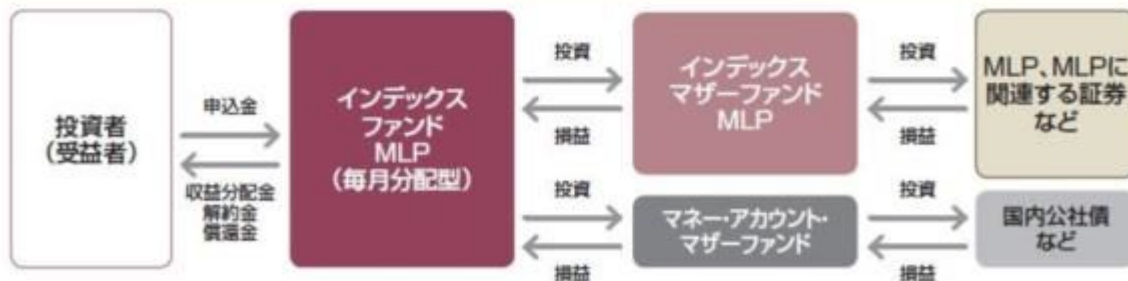 投資者
(受益者)
申込金
収益分配金
解約金
償還金
インデックス
ファンド
MLP
(毎月分配型)
投資
損益
インデックス
マザーファンド
MLP
投資
損益
MLP、MLPに
関連する証券
など
投資
損益
マネー・アカウント・
マザーファンド
投資
損益
国内公社債
など